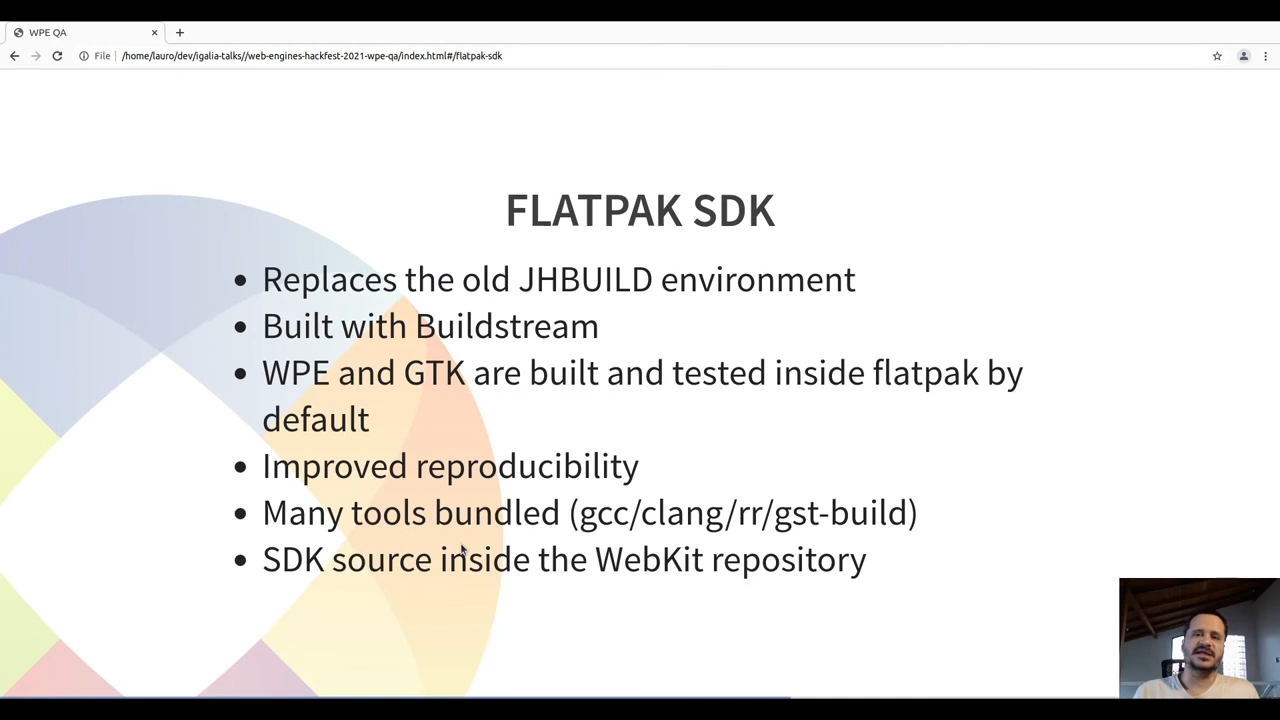 WPE QA
File
/home/lauro/dev/igalia-talks//web-engines-hackfest-2021-wpe-qa/index.html#/flatpak-sdk
FLATPAK SDK
Replaces the old JHBUILD environment
Built with Buildstream
WPE and GTK are built and tested inside flatpak by
default
Improved reproducibility
Many tools bundled (gcc/clang/rr/gst-build)
SDK source inside the WebKit repository